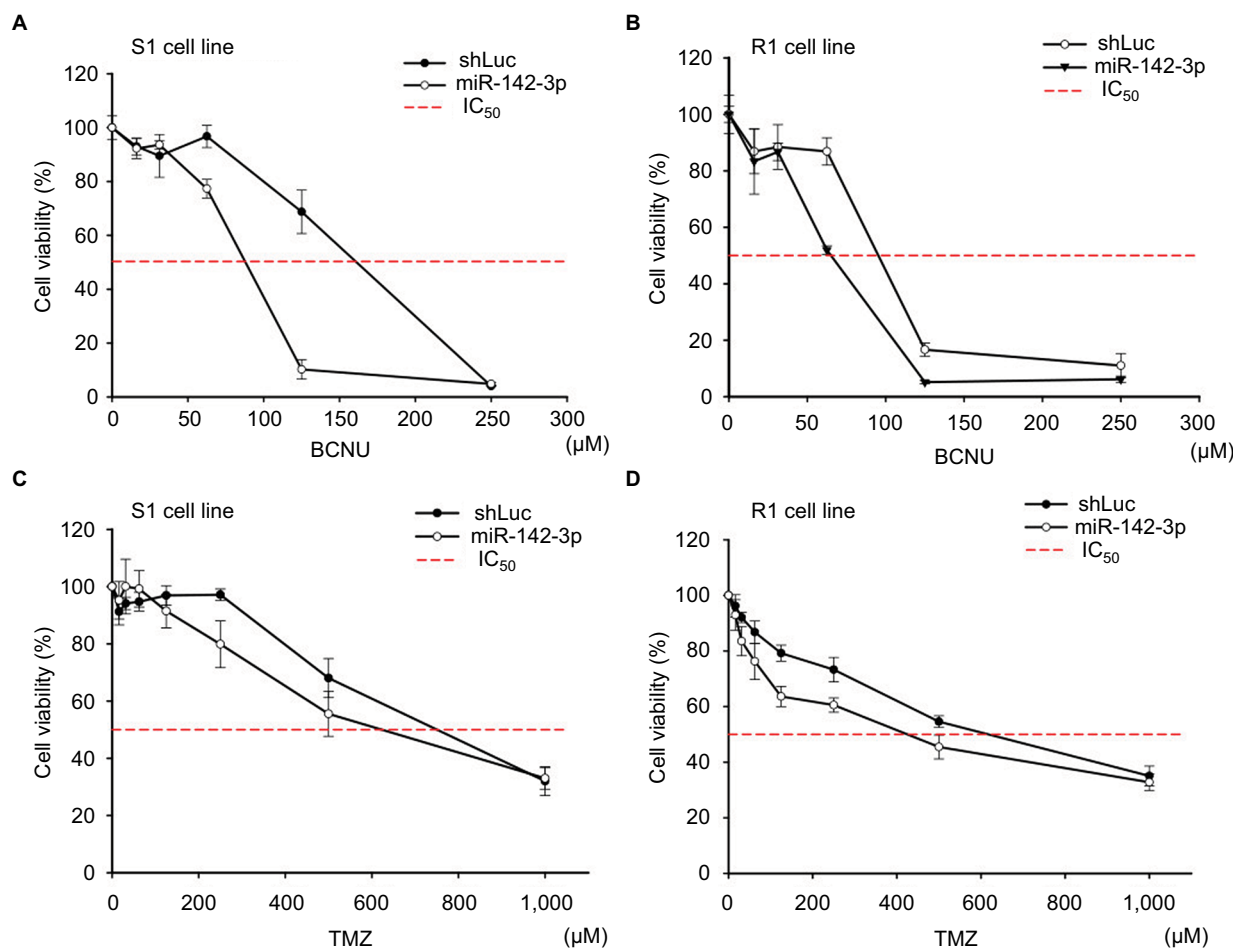 A
S1 cell line
shLuc
miR-142-3p
IC50
120
100
80
60
40
20
0
Cell viability (%)
0 50 100 150 200 250 300
(µM)
BCNU
B
R1 cell line
shLuc
miR-142-3p
IC50
120
100
80
60
40
20
0
Cell viability (%)
0 50 100 150 200 250 300
(µM)
BCNU
C
S1 cell line
shLuc
miR-142-3p
IC50
120
100
80
60
40
20
0
Cell viability (%)
0 200 400 600 800 1,000
TMZ (µM)
D
R1 cell line
shLuc
miR-142-3p
IC50
120
100
80
60
40
20
0
Cell viability (%)
0 200 400 600 800 1,000
TMZ (µM)